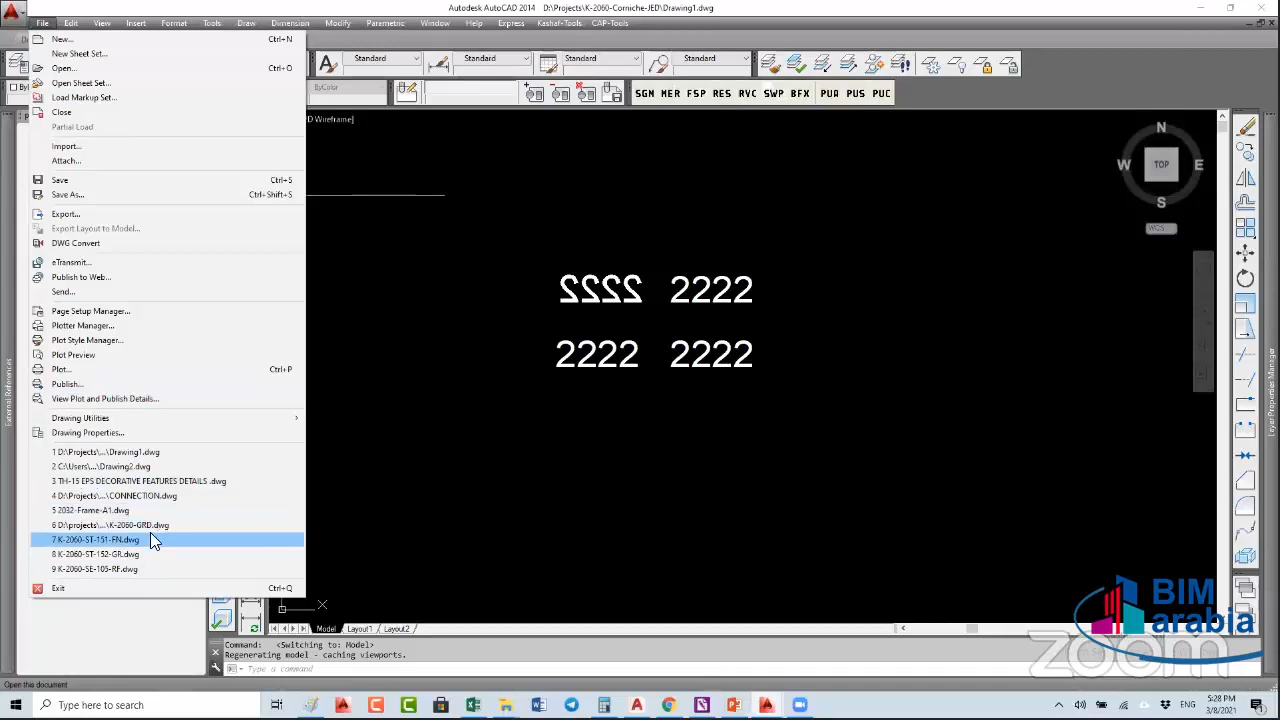 Autodesk AutoCAD 2014 D:\Projects\K-2060-Corniche-JED\Drawing1.dwg
File Edit View Insert Format Tools Draw Dimension Modify Parametric Window Help Express Kashaf-Tools CAP-Tools
New... Ctrl+N
New Sheet Set...
Open... Ctrl+O
Open Sheet Set...
Load Markup Set...
Close
Partial Load
Import...
Attach...
Save Ctrl+S
Save As... Ctrl+Shift+S
Export...
Export Layout to Model...
DWG Convert
eTransmit...
Publish to Web...
Send...
Page Setup Manager...
Plotter Manager...
Plot Style Manager...
Plot Preview
Plot... Ctrl+P
Publish...
View Plot and Publish Details...
Drawing Utilities
Drawing Properties...
1 D:\Projects\...\Drawing1.dwg
2 C:\Users\...\Drawing2.dwg
3 TH-15 EPS DECORATIVE FEATURES DETAILS .dwg
4 D:\Projects\...\CONNECTION.dwg
5 2032-Frame-A1.dwg
6 D:\projects\...\K-2060-GRD.dwg
7 K-2060-ST-151-FN.dwg
8 K-2060-ST-152-GR.dwg
9 K-2060-SE-105-RF.dwg
Exit Ctrl+Q
Standard Standard Standard Standard
ByColor
SGN MER FSP RES RVC SWP BFX PUA PUS PUC
D Wireframe]
N
W TOP E
S
WCS
2222 2222
2222 2222
External References
Layer Properties Manager
Model Layout1 Layout2
Command: <Switching to: Model>
Regenerating model - caching viewports.
Type a command
Open this document
BIM
arabia
zoom
Type here to search
ENG
5:28 PM
3/8/2021